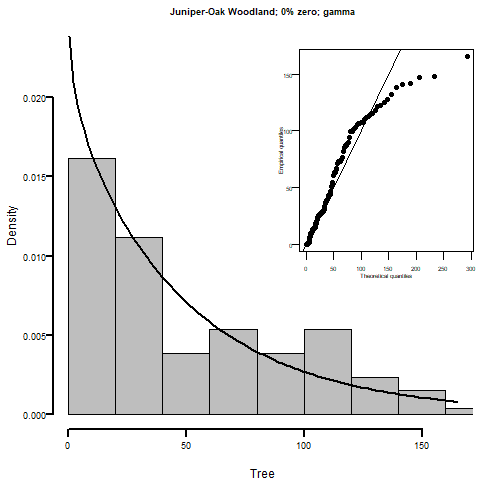 Juniper-Oak Woodland; 0% zero; gamma
Density
0.020
0.015
0.010
0.005
0.000
0 50 100 150
Tree
Empirical quantiles
150
100
50
0
0 50 100 150 200 250 300
Theoretical quantiles